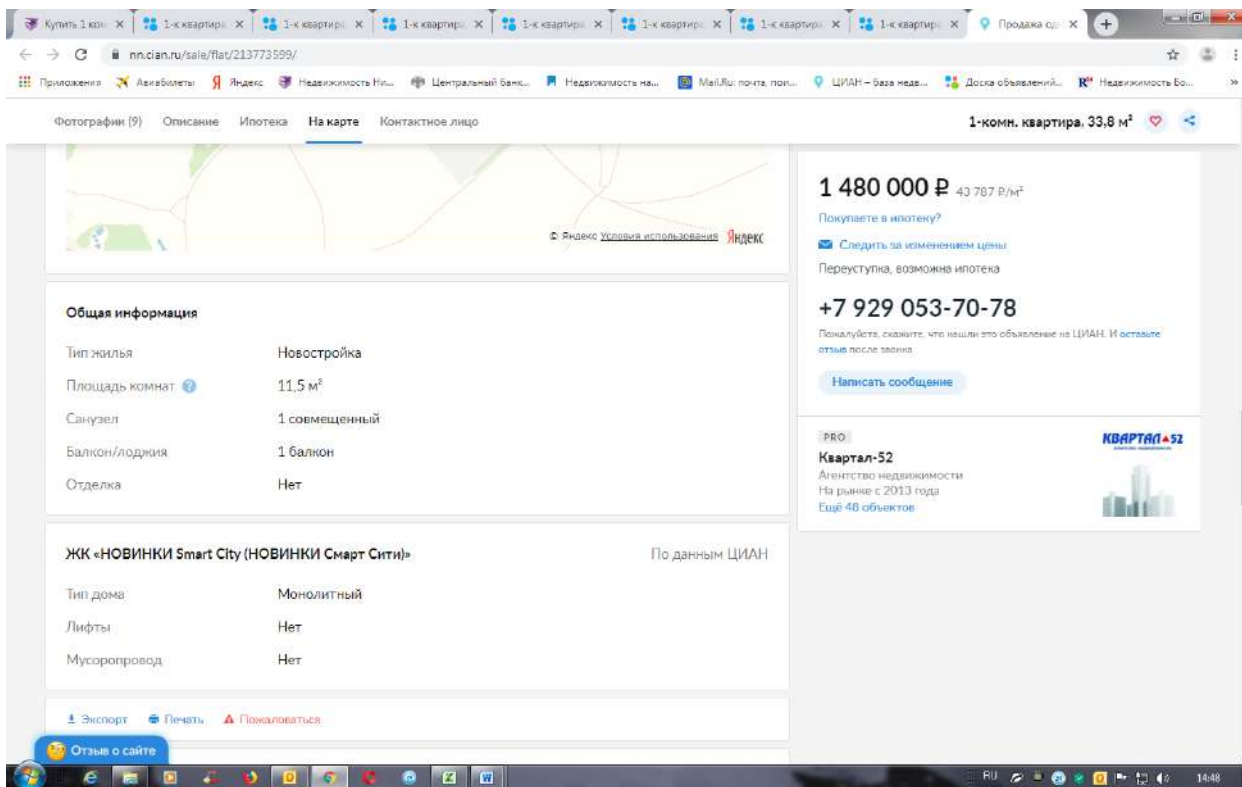 Купить 1 ком
1-к квартира
1-к квартира
1-к квартира
1-к квартира
1-к квартира
1-к квартира
1-к квартира
Продажа од
nn.cian.ru/sale/flat/213773599/
Приложения Авиабилеты Яндекс Недвижимость Ни... Центральный банк... Недвижимость на... Mail.Ru: почта, пои... ЦИАН – база недв... Доска объявлений... Недвижимость Бо... »
Фотографии (9) Описание Ипотека На карте Контактное лицо
1-комн. квартира, 33,8 м²
© Яндекс Условия использования Яндекс
1 480 000 ₽ 43 787 ₽/м²
Покупаете в ипотеку?
Следить за изменением цены
Переуступка, возможна ипотека
+7 929 053-70-78
Пожалуйста, скажите, что нашли это объявление на ЦИАН. И оставьте
отзыв после звонка
Написать сообщение
PRO
Квартал-52
Агентство недвижимости
На рынке с 2013 года
Ещё 48 объектов
КВАРТАЛ 52
Общая информация
Тип жилья Новостройка
Площадь комнат 11,5 м²
Санузел 1 совмещенный
Балкон/лоджия 1 балкон
Отделка Нет
ЖК «НОВИНКИ Smart City (НОВИНКИ Смарт Сити)» По данным ЦИАН
Тип дома Монолитный
Лифты Нет
Мусоропровод Нет
Экспорт Печать Пожаловаться
Отзыв о сайте
RU 14:48